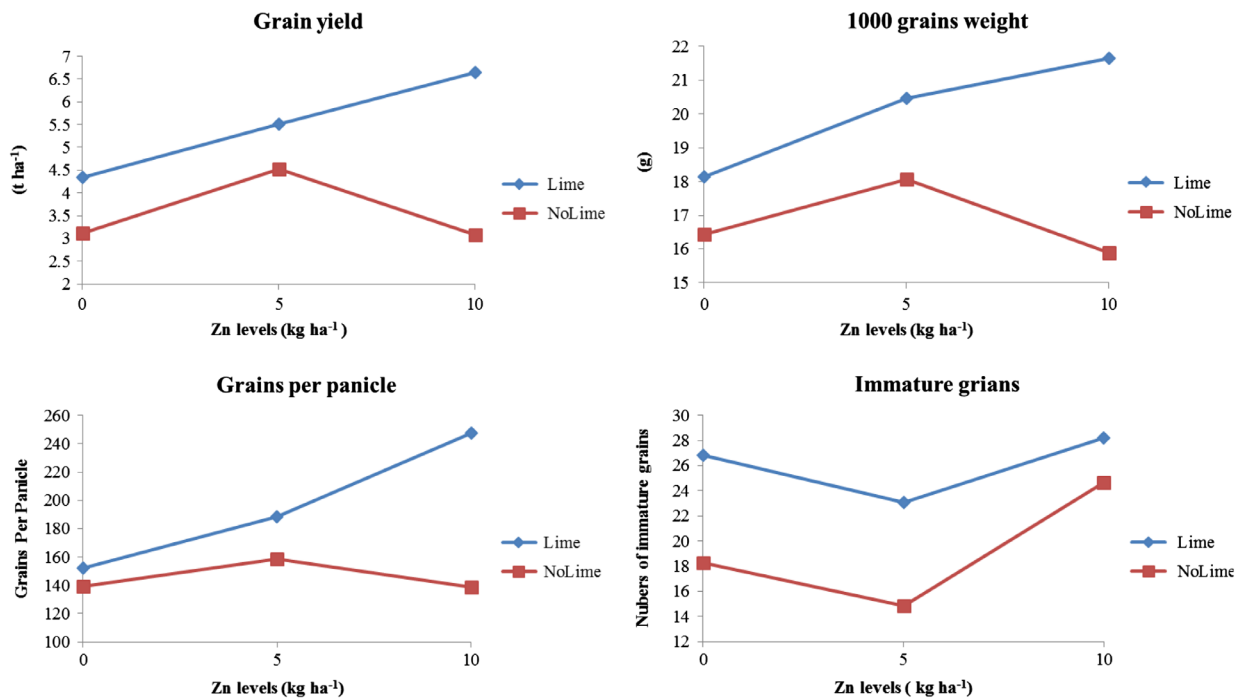 Grain yield
7
6.5
6
5.5
5
4.5
4
3.5
3
2.5
2
(t ha⁻¹)
0 5 10
Zn levels (kg ha⁻¹ )
Lime
NoLime
1000 grains weight
22
21
20
19
18
17
16
15
(g)
0 5 10
Zn levels (kg ha⁻¹)
Lime
NoLime
Grains per panicle
260
240
220
200
180
160
140
120
100
Grains Per Panicle
0 5 10
Zn levels (kg ha⁻¹)
Lime
NoLime
Immature grians
30
28
26
24
22
20
18
16
14
12
Nubers of immature grains
0 5 10
Zn levels ( kg ha⁻¹)
Lime
NoLime